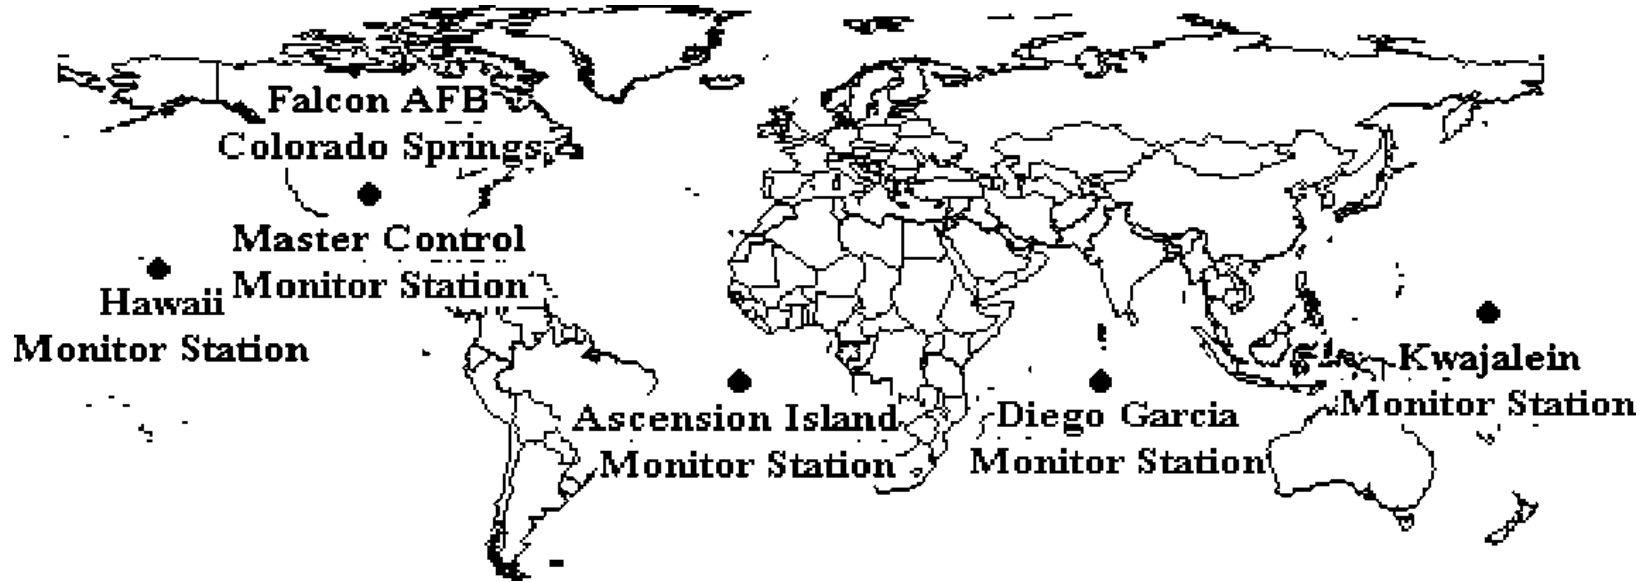 Falcon AFB
Colorado Springs
Master Control
Monitor Station
Hawaii
Monitor Station
Ascension Island
Monitor Station
Diego Garcia
Monitor Station
Kwajalein
Monitor Station